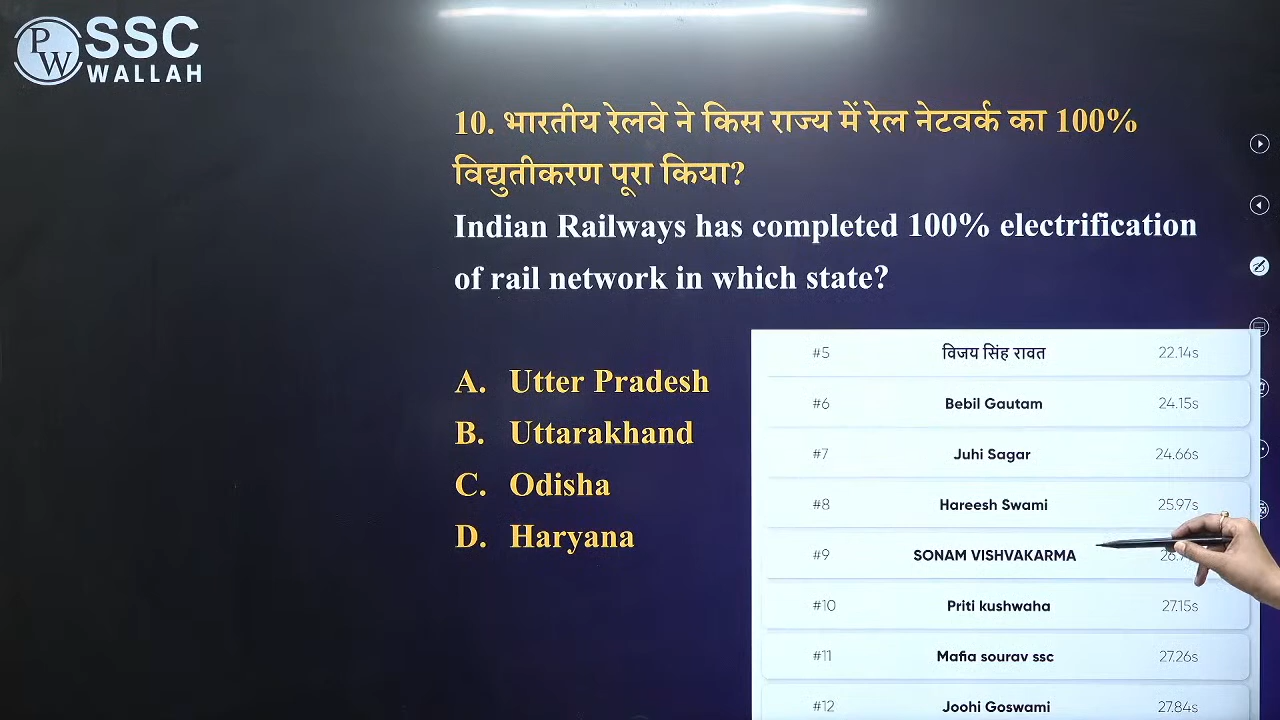 PW SSC
WALLAH
10. भारतीय रेलवे ने किस राज्य में रेल नेटवर्क का 100%
विद्युतीकरण पूरा किया?
Indian Railways has completed 100% electrification
of rail network in which state?
A. Utter Pradesh
B. Uttarakhand
C. Odisha
D. Haryana
#5 विजय सिंह रावत 22.14s
#6 Bebil Gautam 24.15s
#7 Juhi Sagar 24.66s
#8 Hareesh Swami 25.97s
#9 SONAM VISHVAKARMA
#10 Priti kushwaha 27.15s
#11 Mafia sourav ssc 27.26s
#12 Joohi Goswami 27.84s